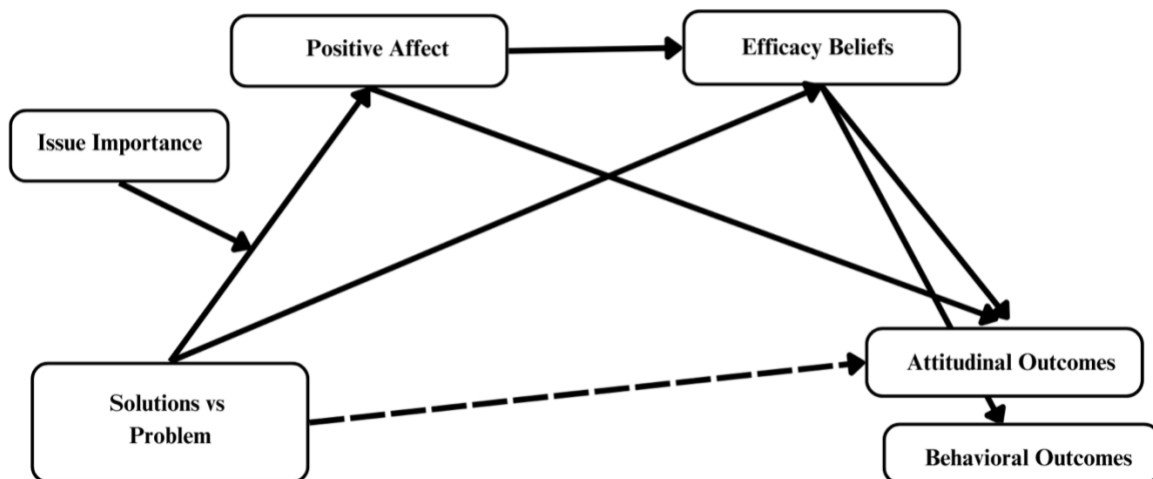 Positive Affect
Efficacy Beliefs
Issue Importance
Solutions vs
Problem
Attitudinal Outcomes
Behavioral Outcomes